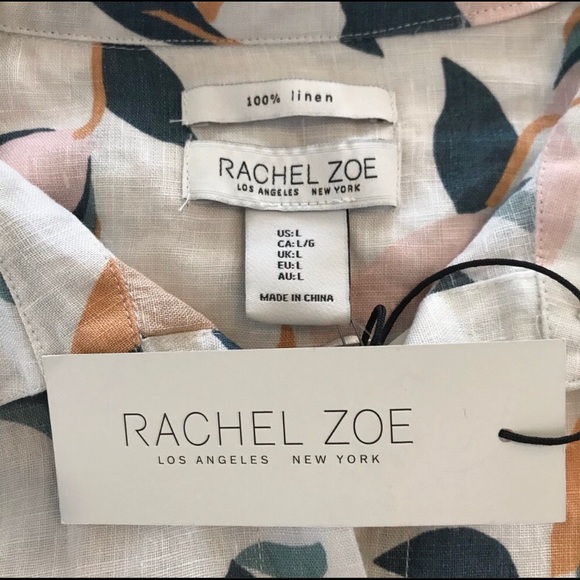 100% linen
RACHEL ZOE
LOS ANGELES NEW YORK
US:L
CA:L/G
UK:L
EU:L
AU:L
MADE IN CHINA
RACHEL ZOE
LOS ANGELES NEW YORK